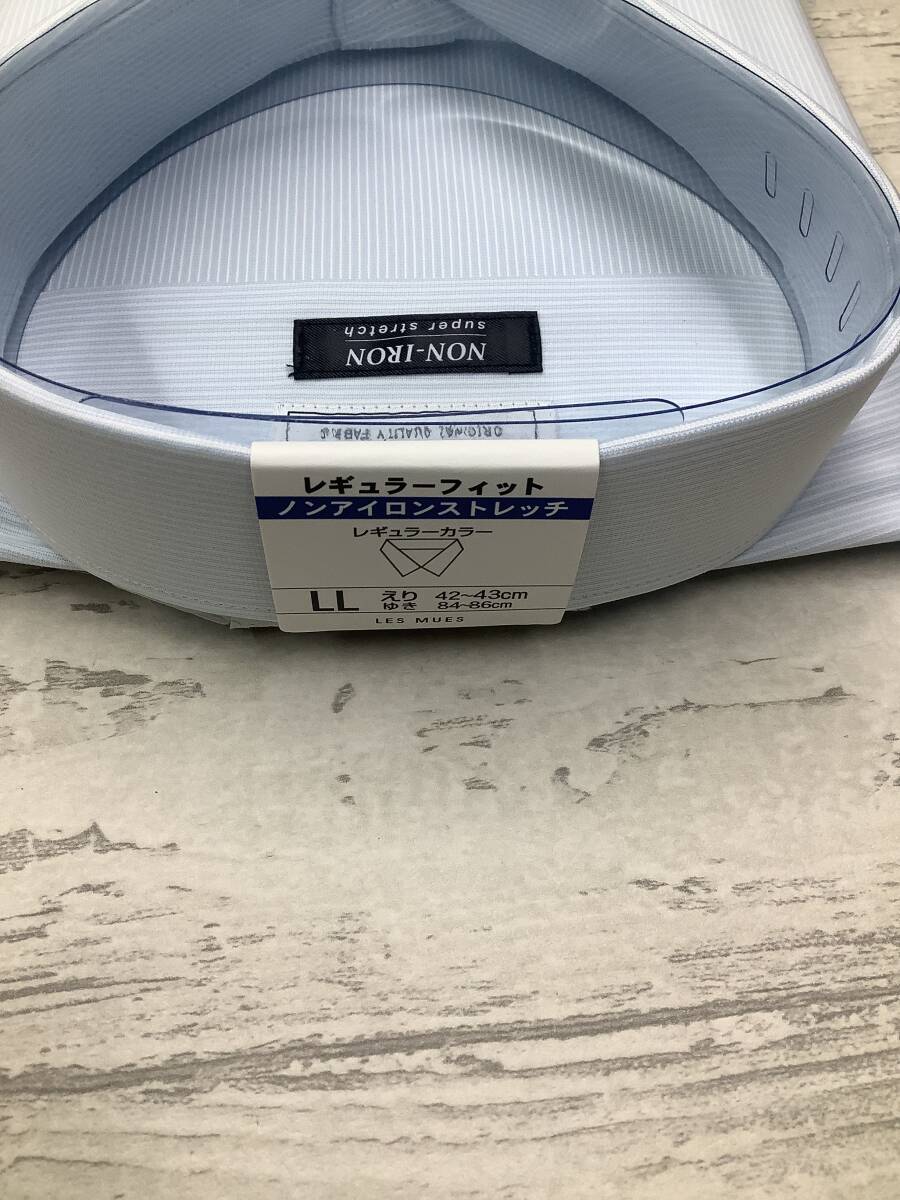 NON-IRON
super stretch
ORIGINAL QUALITY FABRIC
レギュラーフィット
ノンアイロンストレッチ
レギュラーカラー
LL えり 42~43cm
ゆき 84~86cm
LES MUES